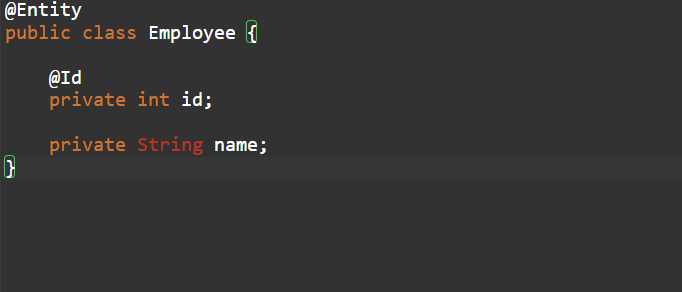 @Entity
public class Employee {
@Id
private int id;
private String name;
}